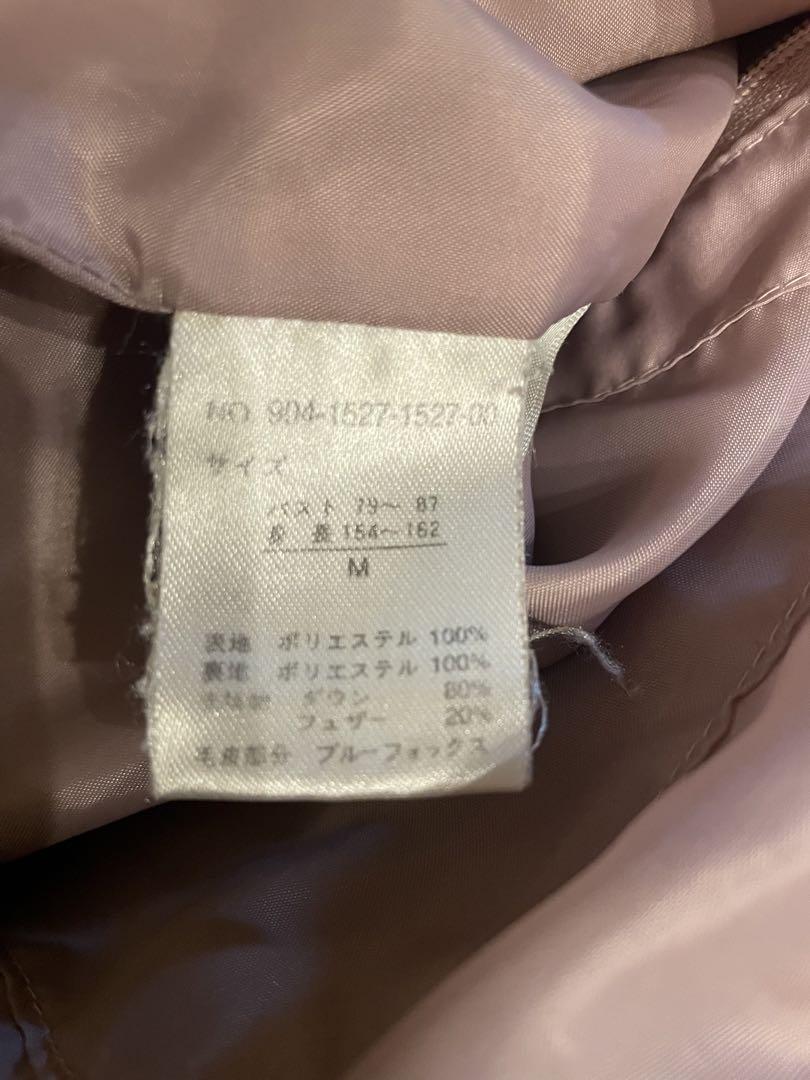 NO. 904-1527-1527-00
サイズ
バスト 79〜 87
身 長 154〜162
M
表地 ポリエステル 100%
裏地 ポリエステル 100%
ダウン 80%
フェザー 20%
毛皮部分 ブルーフォックス